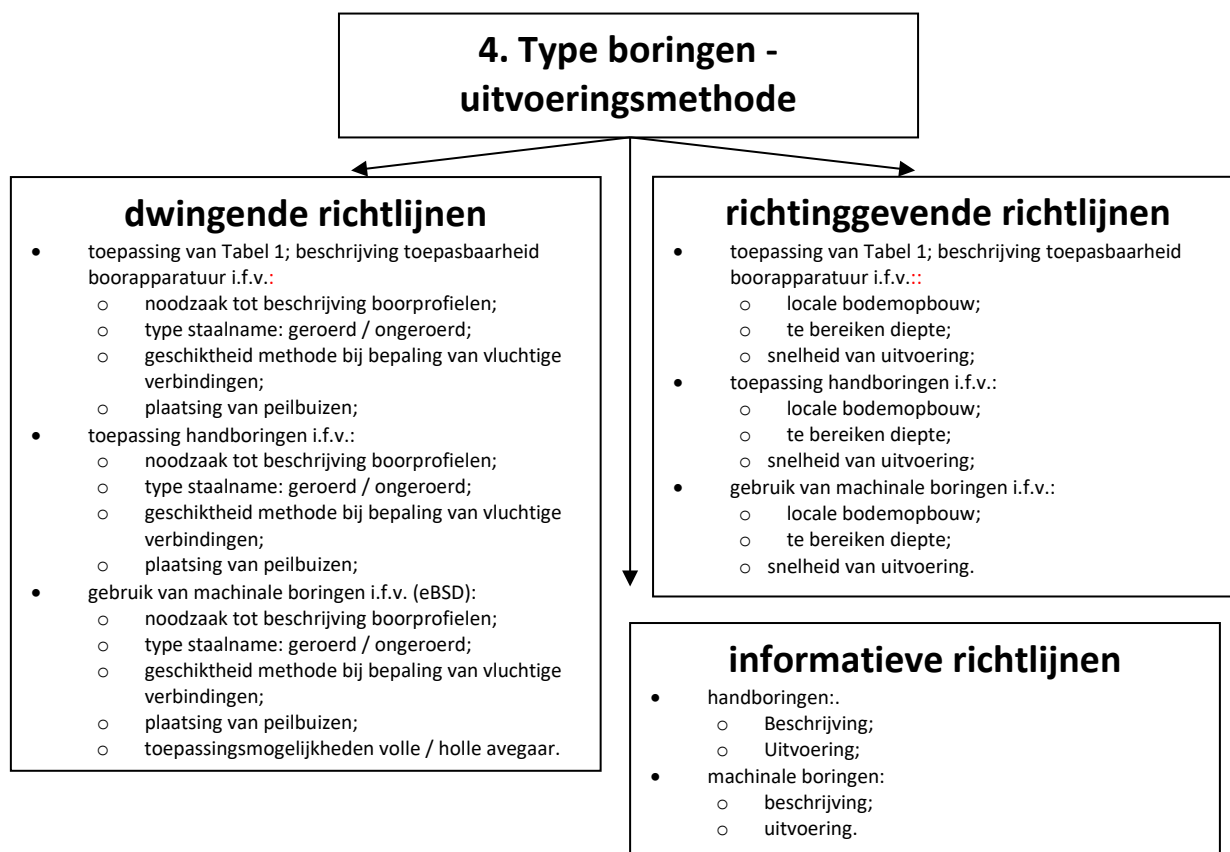 4. Type boringen -
uitvoeringsmethode
dwingende richtlijnen
• toepassing van Tabel 1; beschrijving toepasbaarheid
boorapparatuur i.f.v.:
o noodzaak tot beschrijving boorprofielen;
o type staalname: geroerd / ongeroerd;
o geschiktheid methode bij bepaling van vluchtige
verbindingen;
o plaatsing van peilbuizen;
• toepassing handboringen i.f.v.:
o noodzaak tot beschrijving boorprofielen;
o type staalname: geroerd / ongeroerd;
o geschiktheid methode bij bepaling van vluchtige
verbindingen;
o plaatsing van peilbuizen;
• gebruik van machinale boringen i.f.v. (eBSD):
o noodzaak tot beschrijving boorprofielen;
o type staalname: geroerd / ongeroerd;
o geschiktheid methode bij bepaling van vluchtige
verbindingen;
o plaatsing van peilbuizen;
o toepassingsmogelijkheden volle / holle avegaar.
richtinggevende richtlijnen
• toepassing van Tabel 1; beschrijving toepasbaarheid
boorapparatuur i.f.v.::
o locale bodemopbouw;
o te bereiken diepte;
o snelheid van uitvoering;
• toepassing handboringen i.f.v.:
o locale bodemopbouw;
o te bereiken diepte;
o snelheid van uitvoering;
• gebruik van machinale boringen i.f.v.:
o locale bodemopbouw;
o te bereiken diepte;
o snelheid van uitvoering.
informatieve richtlijnen
• handboringen:.
o Beschrijving;
o Uitvoering;
• machinale boringen:
o beschrijving;
o uitvoering.